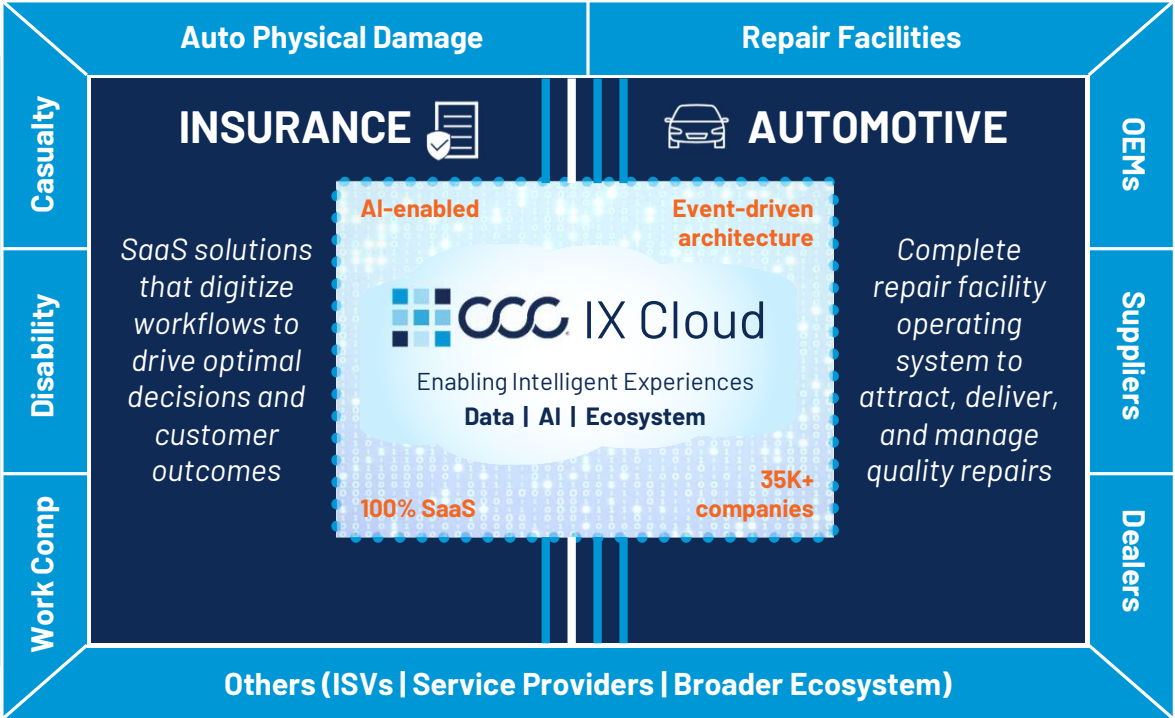 Auto Physical Damage
Repair Facilities
Casualty
Disability
Work Comp
INSURANCE
SaaS solutions
that digitize
workflows to
drive optimal
decisions and
customer
outcomes
AI-enabled
Event-driven
architecture
CCC IX Cloud
Enabling Intelligent Experiences
Data | AI | Ecosystem
100% SaaS
35K+
companies
AUTOMOTIVE
Complete
repair facility
operating
system to
attract, deliver,
and manage
quality repairs
OEMs
Suppliers
Dealers
Others (ISVs | Service Providers | Broader Ecosystem)